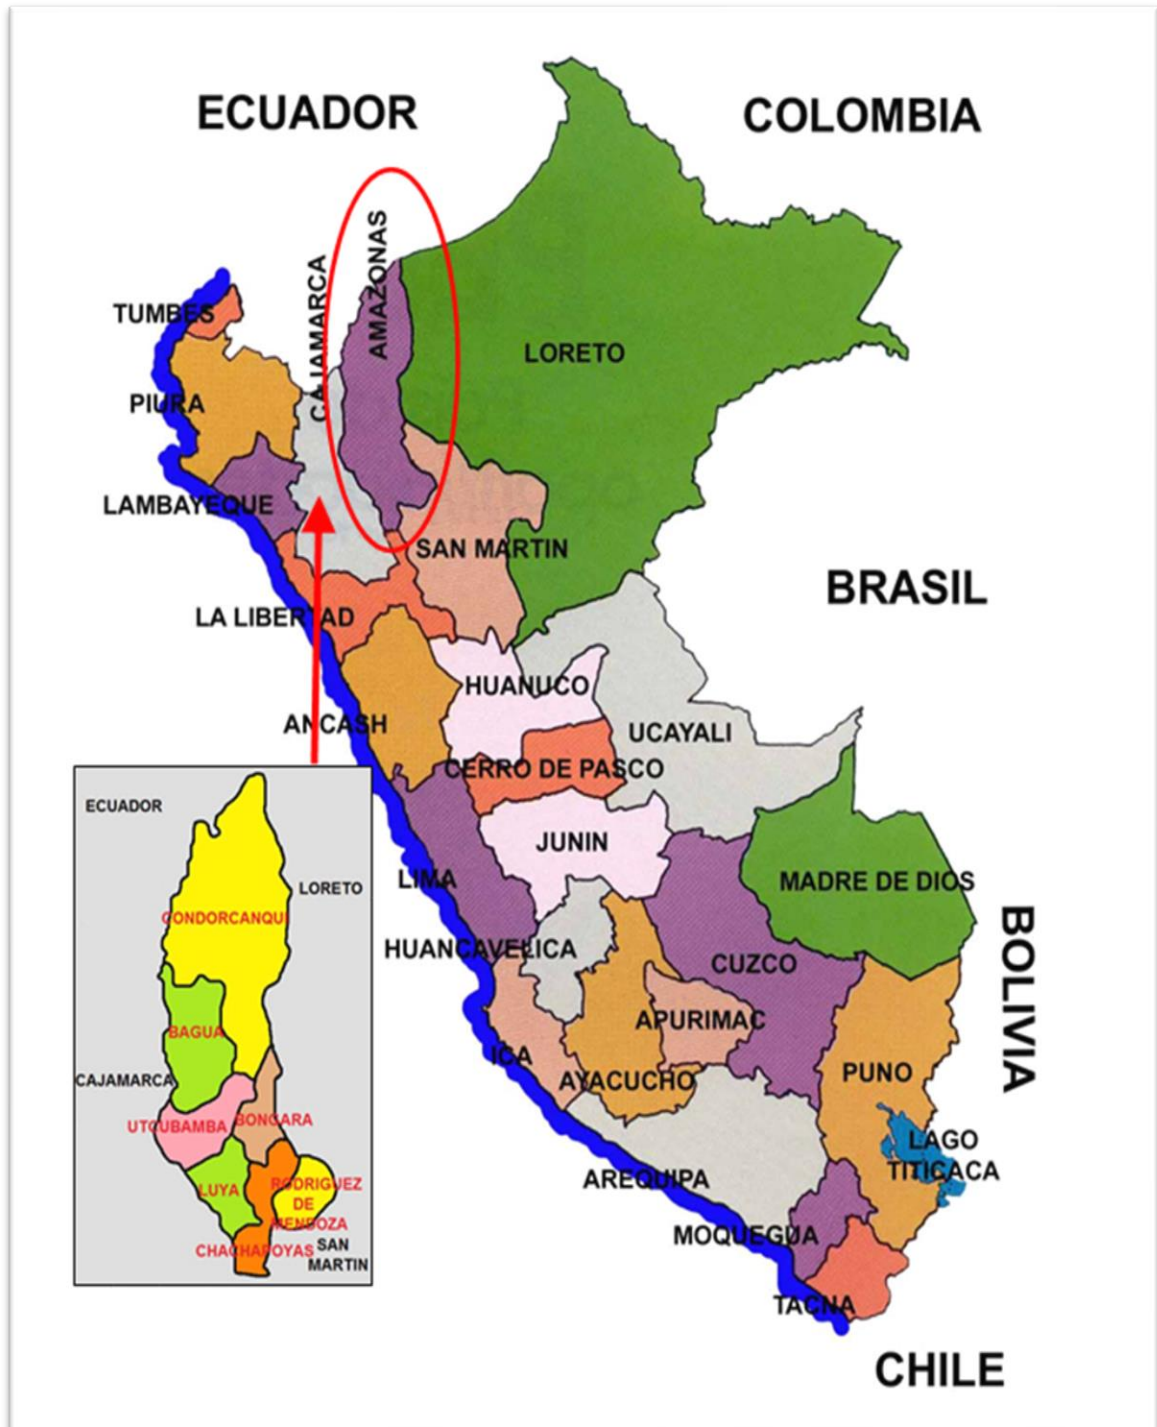 ECUADOR
COLOMBIA
AMAZONAS
CAJAMARCA
TUMBES
LORETO
PIURA
LAMBAYEQUE
SAN MARTIN
BRASIL
LA LIBERTAD
HUANUCO
ANCASH
UCAYALI
CERRO DE PASCO
JUNIN
LIMA
MADRE DE DIOS
HUANCAVELICA
CUZCO
BOLIVIA
APURIMAC
ICA
AYACUCHO
PUNO
LAGO
TITICACA
AREQUIPA
MOQUEGUA
TACNA
CHILE
ECUADOR
LORETO
CONDORCANQUI
BAGUA
CAJAMARCA
UTCUBAMBA
BONGARA
LUYA
RODRIGUEZ
DE
MENDOZA
CHACHAPOYAS
SAN
MARTIN